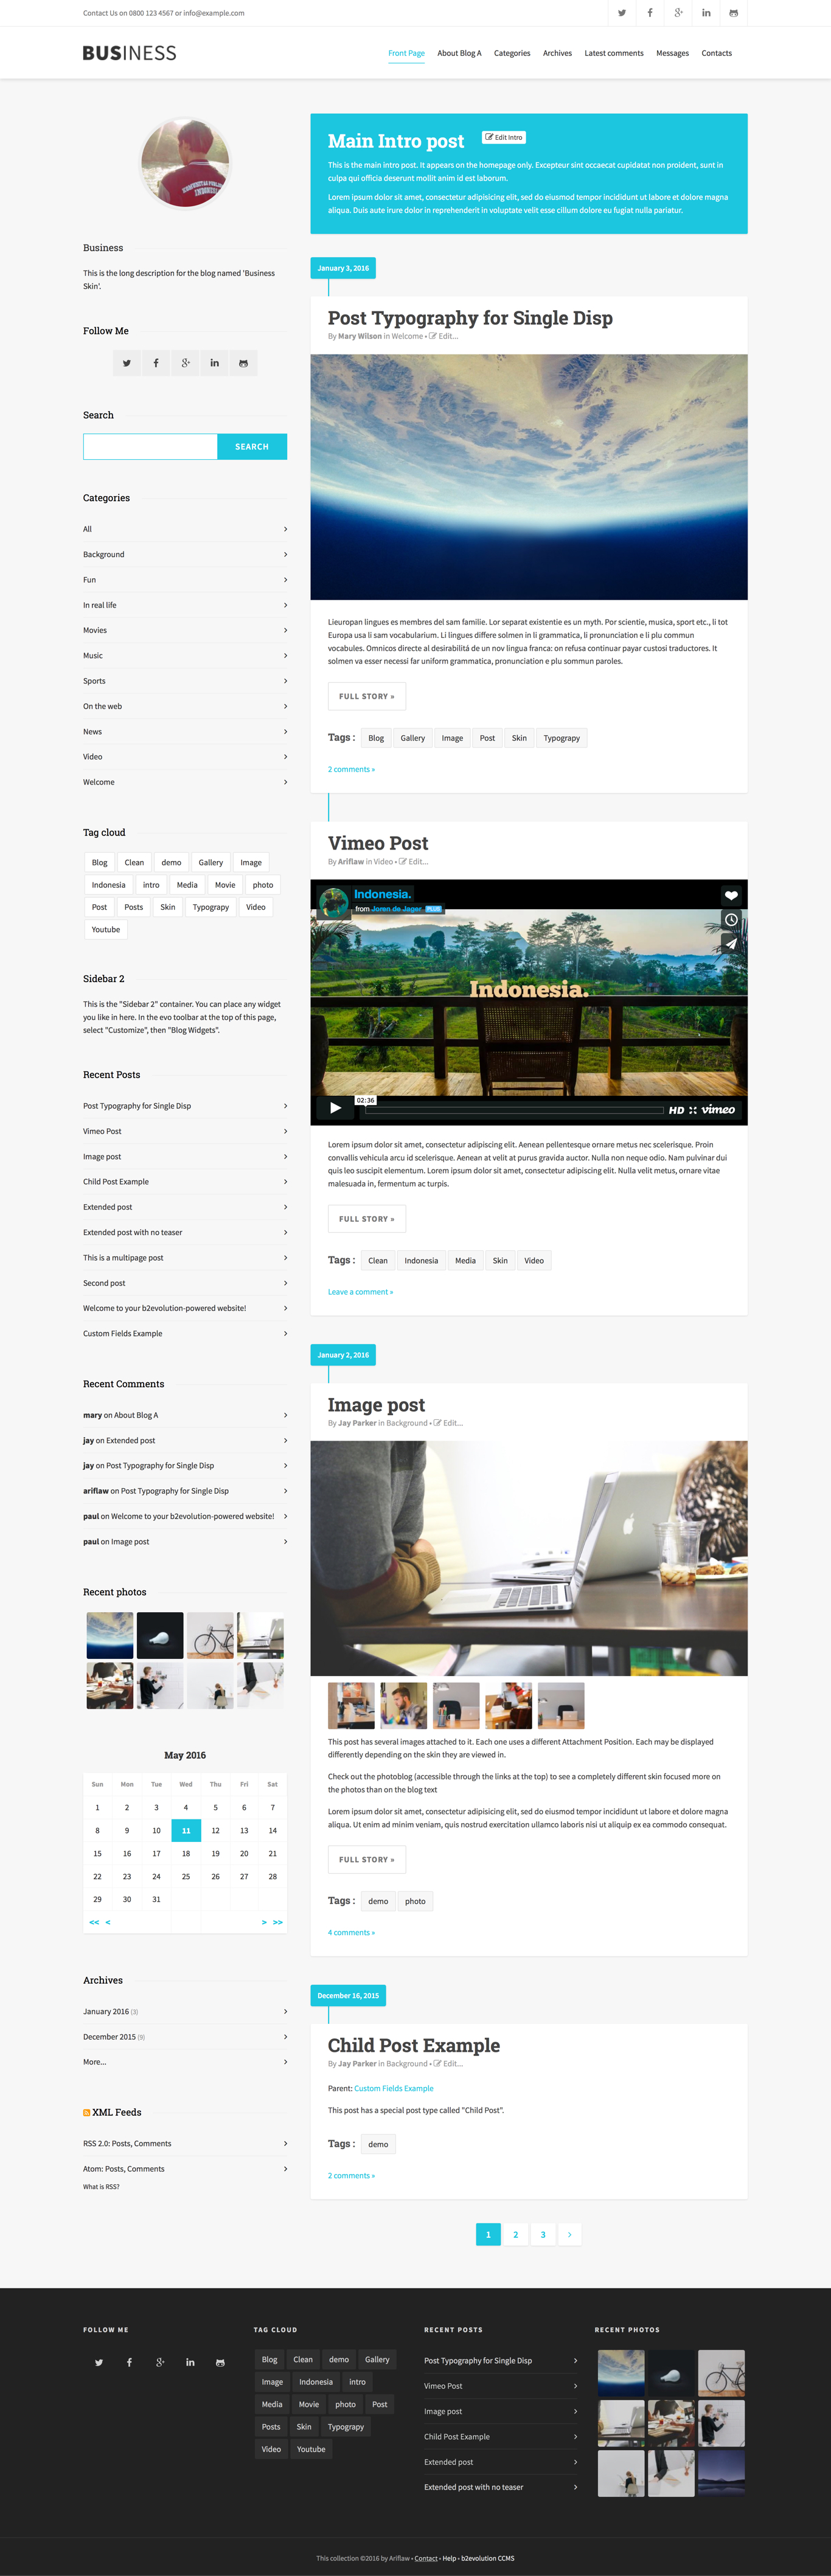 Contact Us on 0800 123 4567 or info@example.com
BUSINESS
Front Page About Blog A Categories Archives Latest comments Messages Contacts
Business
This is the long description for the blog named 'Business
Skin'.
Follow Me
Search
SEARCH
Categories
All
Background
Fun
In real life
Movies
Music
Sports
On the web
News
Video
Welcome
Tag cloud
Blog Clean demo Gallery Image
Indonesia intro Media Movie photo
Post Posts Skin Typograpy Video
Youtube
Sidebar 2
This is the "Sidebar 2" container. You can place any widget
you like in here. In the evo toolbar at the top of this page,
select "Customize", then "Blog Widgets".
Recent Posts
Post Typography for Single Disp
Vimeo Post
Image post
Child Post Example
Extended post
Extended post with no teaser
This is a multipage post
Second post
Welcome to your b2evolution-powered website!
Custom Fields Example
Recent Comments
mary on About Blog A
jay on Extended post
jay on Post Typography for Single Disp
ariflaw on Post Typography for Single Disp
paul on Welcome to your b2evolution-powered website!
paul on Image post
Recent photos
May 2016
Sun Mon Tue Wed Thu Fri Sat
1 2 3 4 5 6 7
8 9 10 11 12 13 14
15 16 17 18 19 20 21
22 23 24 25 26 27 28
29 30 31
<< < > >>
Archives
January 2016 (3)
December 2015 (9)
More...
XML Feeds
RSS 2.0: Posts, Comments
Atom: Posts, Comments
What is RSS?
Main Intro post Edit Intro
This is the main intro post. It appears on the homepage only. Excepteur sint occaecat cupidatat non proident, sunt in
culpa qui officia deserunt mollit anim id est laborum.
Lorem ipsum dolor sit amet, consectetur adipisicing elit, sed do eiusmod tempor incididunt ut labore et dolore magna
aliqua. Duis aute irure dolor in reprehenderit in voluptate velit esse cillum dolore eu fugiat nulla pariatur.
January 3, 2016
Post Typography for Single Disp
By Mary Wilson in Welcome • Edit...
Lieuropan lingues es membres del sam familie. Lor separat existentie es un myth. Por scientie, musica, sport etc., li tot
Europa usa li sam vocabularium. Li lingues differe solmen in li grammatica, li pronunciation e li plu commun
vocabules. Omnicos directe al desirabilitá de un nov lingua franca: on refusa continuar payar custosi traductores. It
solmen va esser necessi far uniform grammatica, pronunciation e plu sommun paroles.
FULL STORY »
Tags : Blog Gallery Image Post Skin Typograpy
2 comments »
Vimeo Post
By Ariflaw in Video • Edit...
Indonesia.
from Joren de Jager. PLUS
Indonesia.
02:36
HD vimeo
Lorem ipsum dolor sit amet, consectetur adipiscing elit. Aenean pellentesque ornare metus nec scelerisque. Proin
convallis vehicula arcu id scelerisque. Aenean at velit at purus gravida auctor. Nulla non neque odio. Nam pulvinar dui
quis leo suscipit elementum. Lorem ipsum dolor sit amet, consectetur adipiscing elit. Nulla velit metus, ornare vitae
malesuada in, fermentum ac turpis.
FULL STORY »
Tags : Clean Indonesia Media Skin Video
Leave a comment »
January 2, 2016
Image post
By Jay Parker in Background • Edit...
This post has several images attached to it. Each one uses a different Attachment Position. Each may be displayed
differently depending on the skin they are viewed in.
Check out the photoblog (accessible through the links at the top) to see a completely different skin focused more on
the photos than on the blog text
Lorem ipsum dolor sit amet, consectetur adipisicing elit, sed do eiusmod tempor incididunt ut labore et dolore magna
aliqua. Ut enim ad minim veniam, quis nostrud exercitation ullamco laboris nisi ut aliquip ex ea commodo consequat.
FULL STORY »
Tags : demo photo
4 comments »
December 16, 2015
Child Post Example
By Jay Parker in Background • Edit...
Parent: Custom Fields Example
This post has a special post type called "Child Post".
Tags : demo
2 comments »
1 2 3 >
FOLLOW ME
TAG CLOUD
Blog Clean demo Gallery
Image Indonesia intro
Media Movie photo Post
Posts Skin Typograpy
Video Youtube
RECENT POSTS
Post Typography for Single Disp
Vimeo Post
Image post
Child Post Example
Extended post
Extended post with no teaser
RECENT PHOTOS
This collection ©2016 by Ariflaw • Contact • Help • b2evolution CCMS